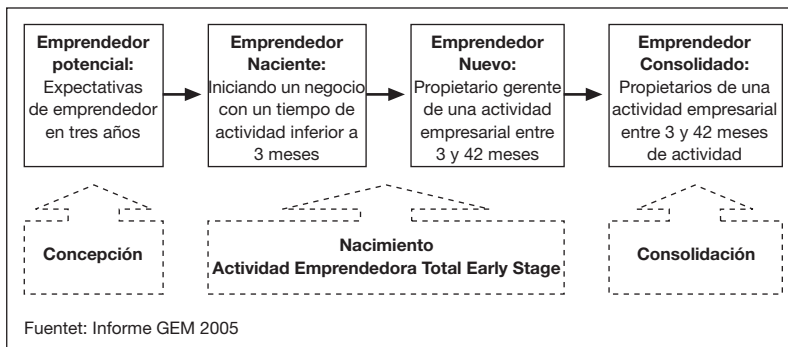 Emprendedor
potencial:
Expectativas
de emprendedor
en tres años
Emprendedor
Naciente:
Iniciando un negocio
con un tiempo de
actividad inferior a
3 meses
Emprendedor
Nuevo:
Propietario gerente
de una actividad
empresarial entre
3 y 42 meses
Emprendedor
Consolidado:
Propietarios de una
actividad empresarial
entre 3 y 42 meses
de actividad
Concepción
Nacimiento
Actividad Emprendedora Total Early Stage
Consolidación
Fuentet: Informe GEM 2005